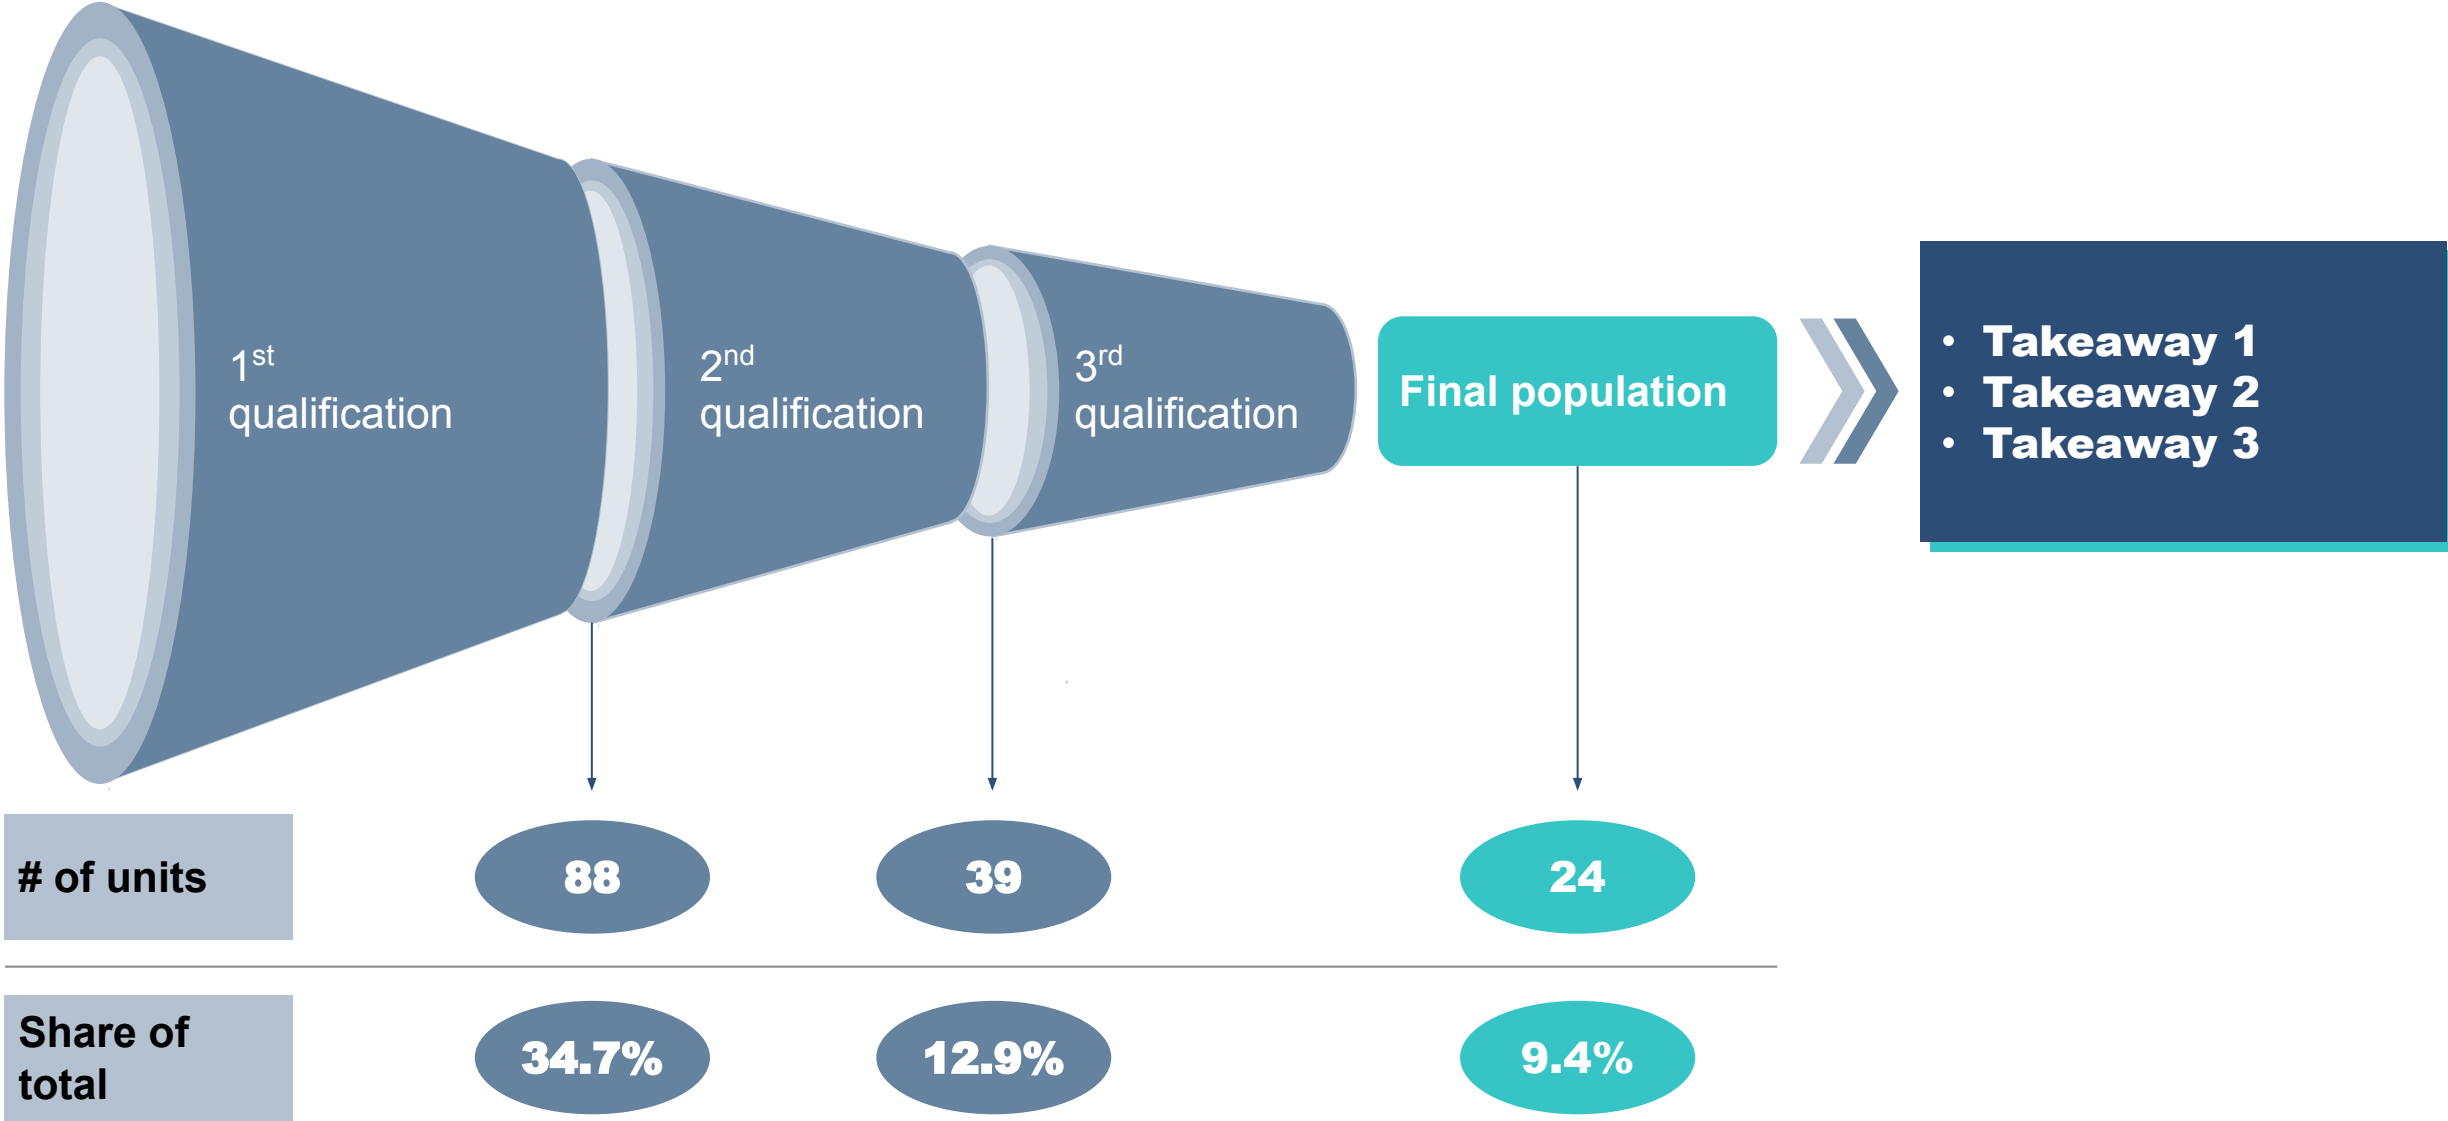 1st
qualification
2nd
qualification
3rd
qualification
Final population
• Takeaway 1
• Takeaway 2
• Takeaway 3
# of units
88
39
24
Share of
total
34.7%
12.9%
9.4%